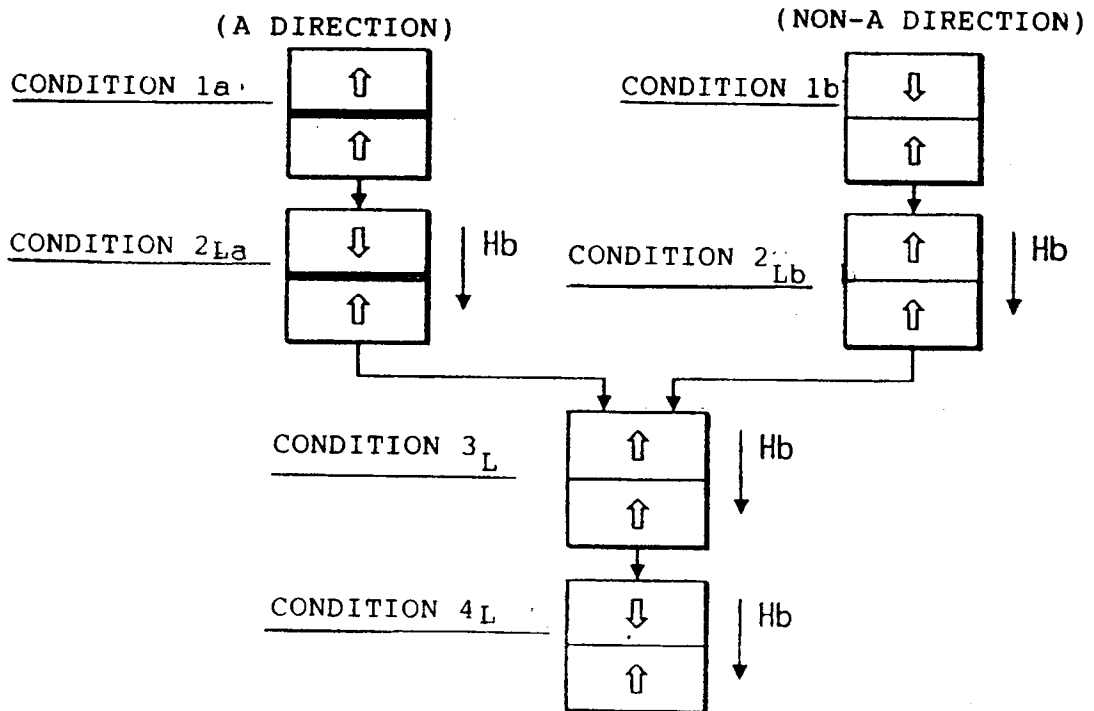 (A DIRECTION)
(NON-A DIRECTION)
CONDITION 1a
CONDITION 1b
CONDITION 2La
Hb
CONDITION 2Lb
Hb
CONDITION 3L
Hb
CONDITION 4L
Hb